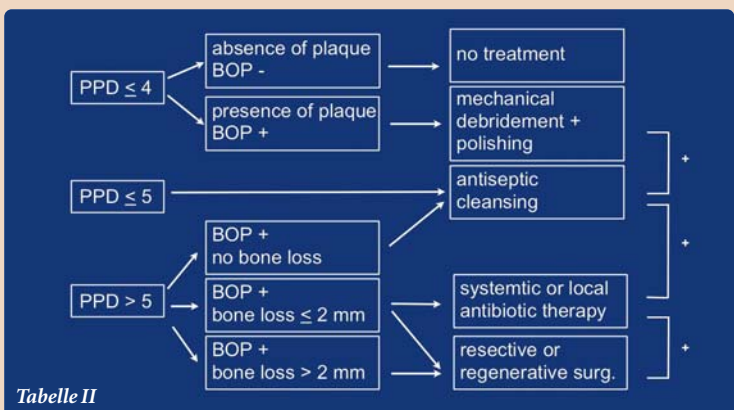 PPD ≤ 4
absence of plaque
BOP -
no treatment
presence of plaque
BOP +
mechanical
debridement +
polishing
+
PPD ≤ 5
antiseptic
cleansing
PPD > 5
BOP +
no bone loss
+
BOP +
bone loss ≤ 2 mm
systemtic or local
antibiotic therapy
BOP +
bone loss > 2 mm
resective or
regenerative surg.
+
Tabelle II